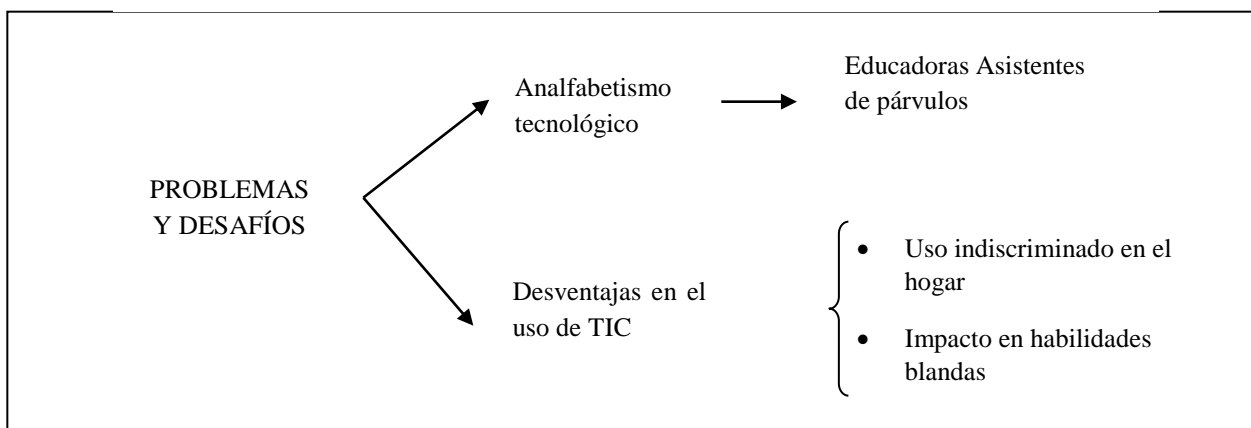 Analfabetismo
tecnológico
Educadoras Asistentes
de párvulos
PROBLEMAS
Y DESAFÍOS
Desventajas en el
uso de TIC
• Uso indiscriminado en el
hogar
• Impacto en habilidades
blandas